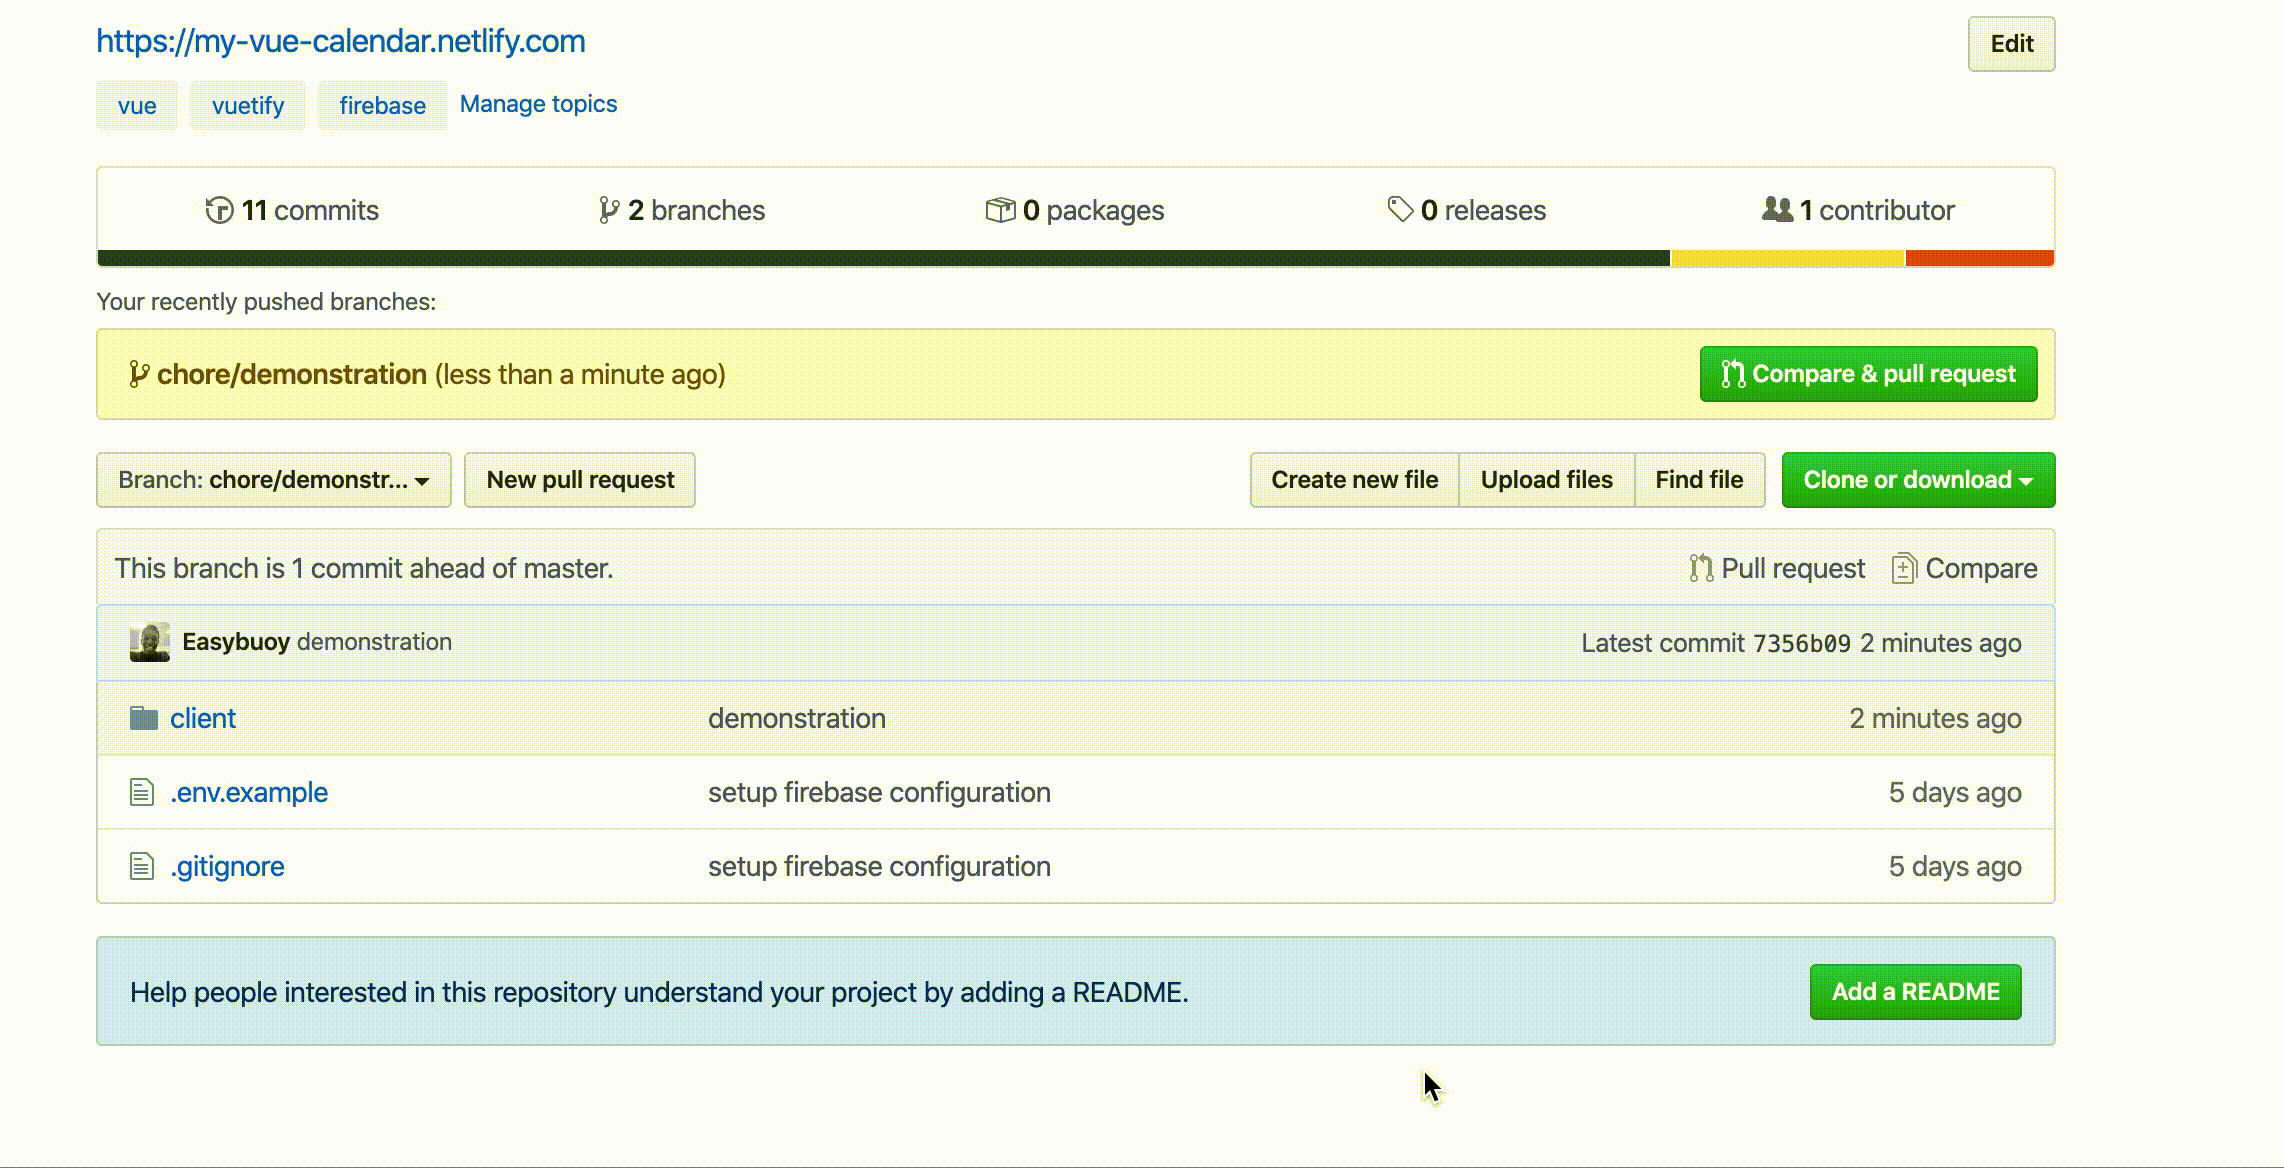 https://my-vue-calendar.netlify.com Edit
vue vuetify firebase Manage topics
11 commits 2 branches 0 packages 0 releases 1 contributor
Your recently pushed branches:
chore/demonstration (less than a minute ago) Compare & pull request
Branch: chore/demonstr... New pull request Create new file Upload files Find file Clone or download
This branch is 1 commit ahead of master. Pull request Compare
Easybuoy demonstration Latest commit 7356b09 2 minutes ago
client demonstration 2 minutes ago
.env.example setup firebase configuration 5 days ago
.gitignore setup firebase configuration 5 days ago
Help people interested in this repository understand your project by adding a README. Add a README